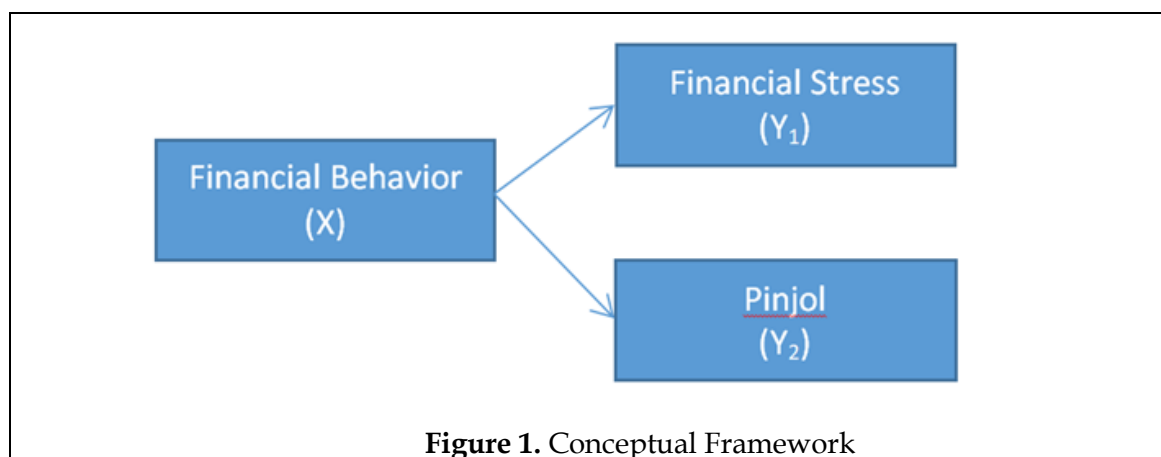 Financial Stress
(Y₁)
Financial Behavior
(X)
Pinjol
(Y₂)
Figure 1. Conceptual Framework